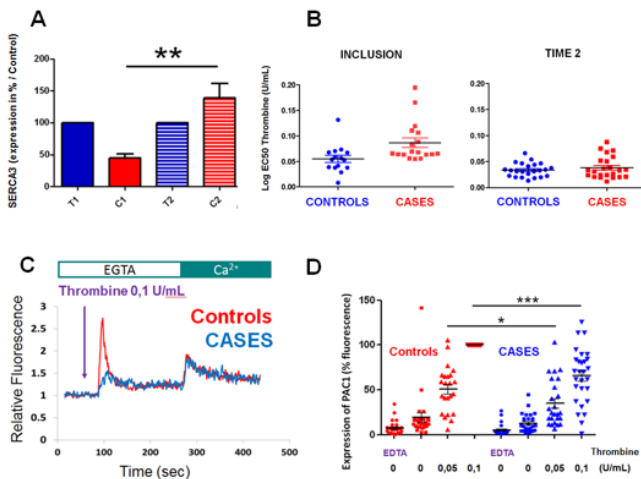 A
SERCA3 (expression in % / Control)
200
150
100
50
0
**
T1
C1
T2
C2
B
INCLUSION
TIME 2
Log EC50 Thrombine (U/mL)
0.20
0.15
0.10
0.05
0.00
CONTROLS
CASES
0.20
0.15
0.10
0.05
0.00
CONTROLS
CASES
C
EGTA
Ca2+
Thrombine 0,1 U/mL
Controls
CASES
Relative Fluorescence
3
2.5
2
1.5
1
0.5
0
0 100 200 300 400 500
Time (sec)
D
Expression of PAC1 (% fluorescence)
150
100
50
0
***
*
Controls
CASES
EDTA
EDTA
Thrombine
0 0 0,05 0,1 0 0 0,05 0,1 (U/mL)